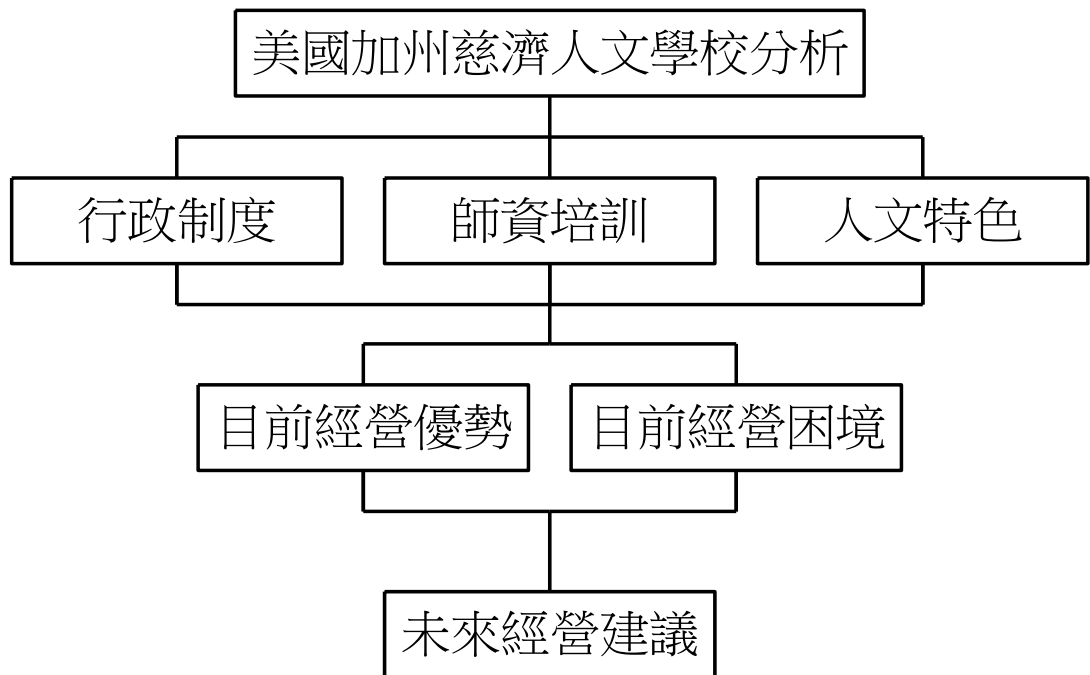 美國加州慈濟人文學校分析
行政制度
師資培訓
人文特色
目前經營優勢
目前經營困境
未來經營建議